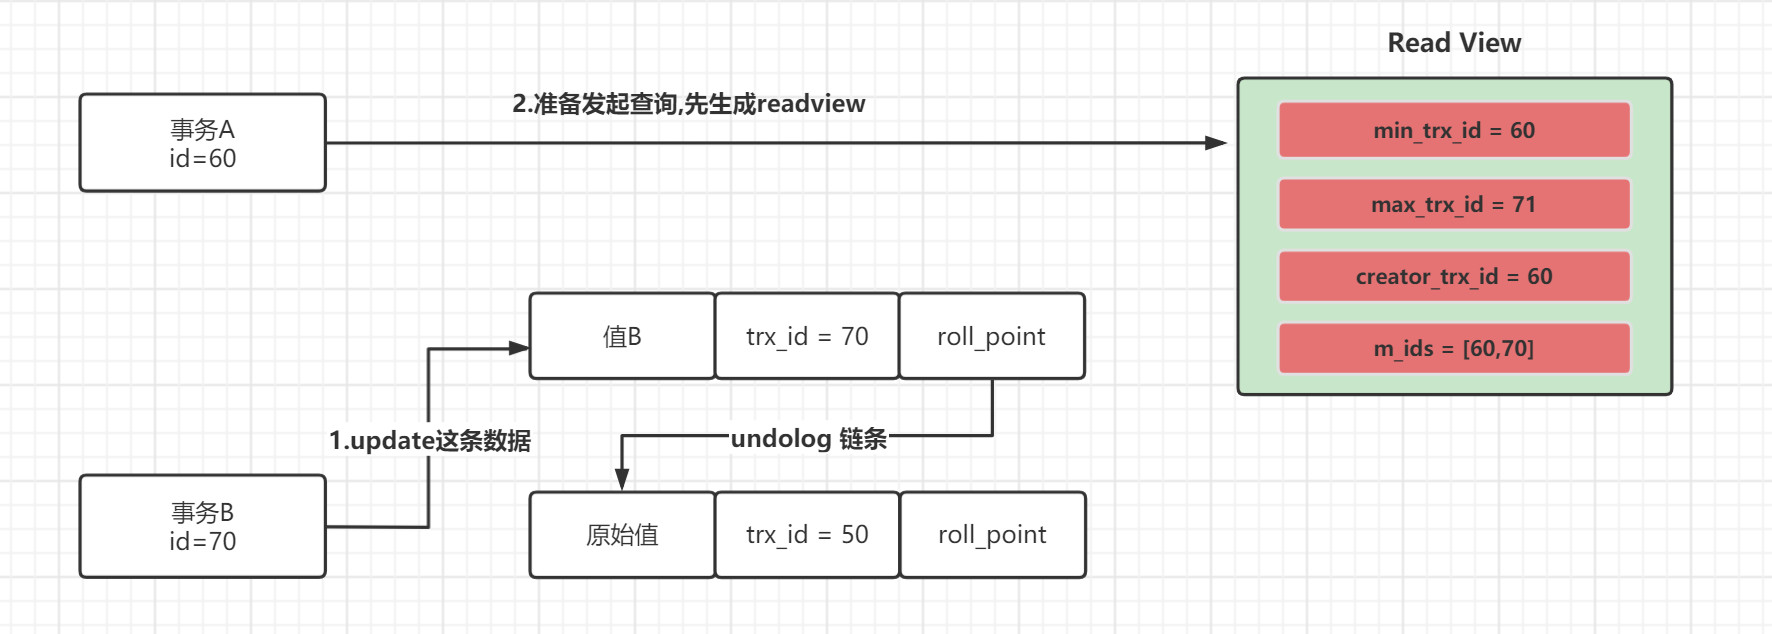 Read View
事务A
id=60
2.准备发起查询,先生成readview
min_trx_id = 60
max_trx_id = 71
creator_trx_id = 60
m_ids = [60,70]
值B
trx_id = 70
roll_point
1.update这条数据
undolog 链条
事务B
id=70
原始值
trx_id = 50
roll_point